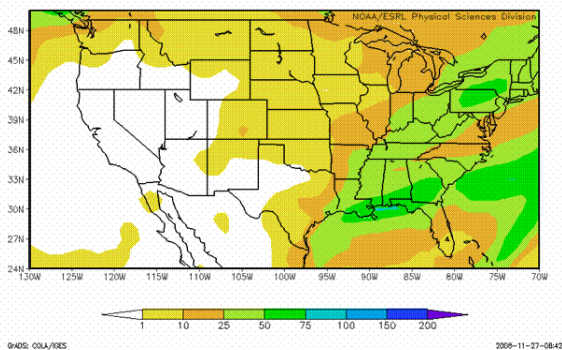 NOAA/ESRL Physical Sciences Division
48N
45N
42N
39N
36N
33N
30N
27N
24N
130W 125W 120W 115W 110W 105W 100W 95W 90W 85W 80W 75W 70W
1 10 25 50 75 100 150 200
GrADS: COLA/IGES 2008-11-27-08:42